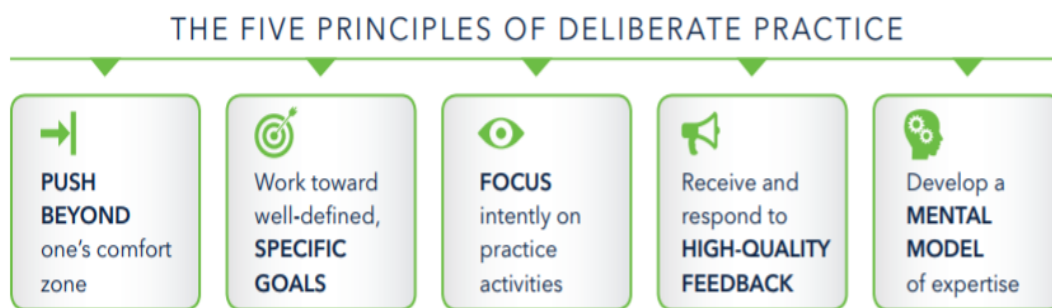 THE FIVE PRINCIPLES OF DELIBERATE PRACTICE
PUSH
BEYOND
one's comfort
zone
Work toward
well-defined,
SPECIFIC
GOALS
FOCUS
intently on
practice
activities
Receive and
respond to
HIGH-QUALITY
FEEDBACK
Develop a
MENTAL
MODEL
of expertise